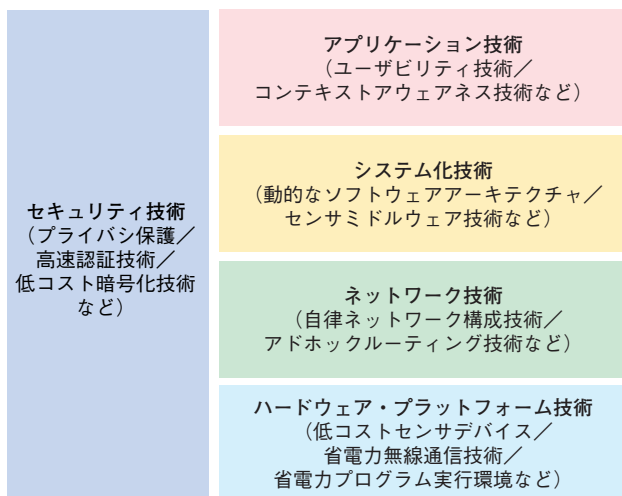 セキュリティ技術
（プライバシ保護／
高速認証技術／
低コスト暗号化技術
など）
アプリケーション技術
（ユーザビリティ技術／
コンテキストアウェアネス技術など）
システム化技術
（動的なソフトウェアアーキテクチャ／
センサミドルウェア技術など）
ネットワーク技術
（自律ネットワーク構成技術／
アドホックルーティング技術など）
ハードウェア・プラットフォーム技術
（低コストセンサデバイス／
省電力無線通信技術／
省電力プログラム実行環境など）